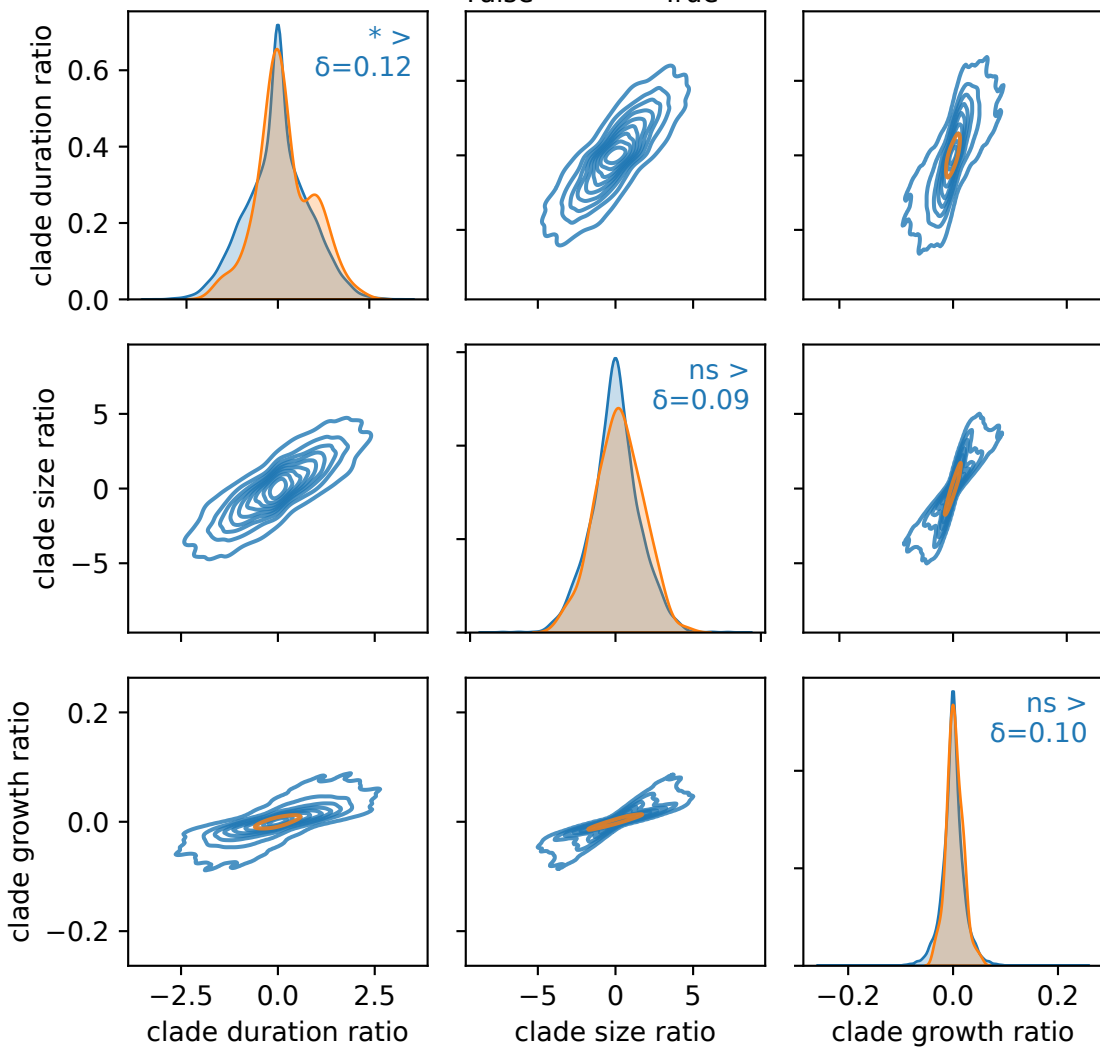 clade duration ratio
0.6
0.4
0.2
0.0
* >
δ=0.12
clade size ratio
5
0
−5
ns >
δ=0.09
clade growth ratio
0.2
0.0
−0.2
ns >
δ=0.10
−2.5 0.0 2.5
−5 0 5
−0.2 0.0 0.2
clade duration ratio
clade size ratio
clade growth ratio